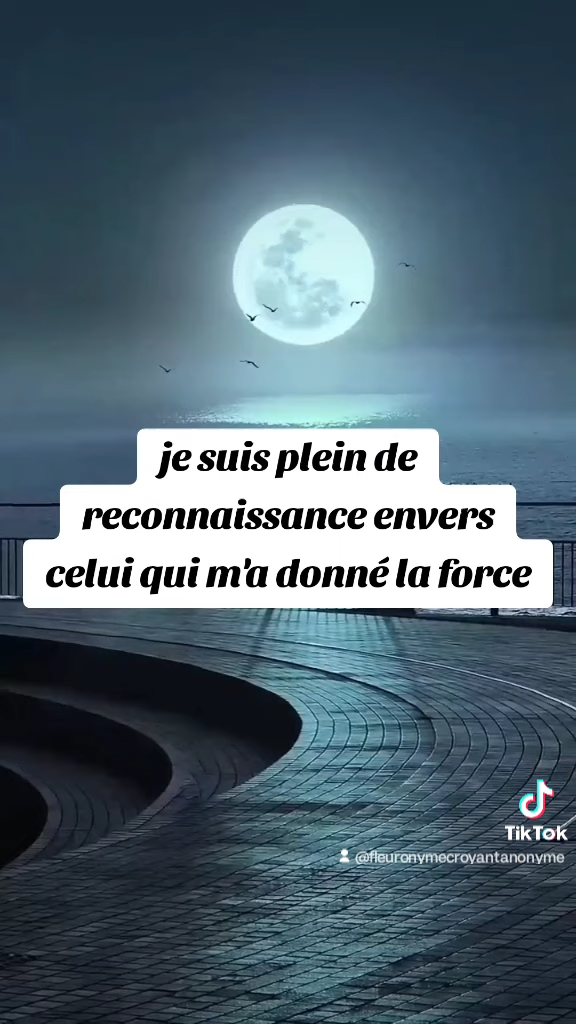 je suis plein de
reconnaissance envers
celui qui m'a donné la force
TikTok
@fleuronymecroyantanonyme